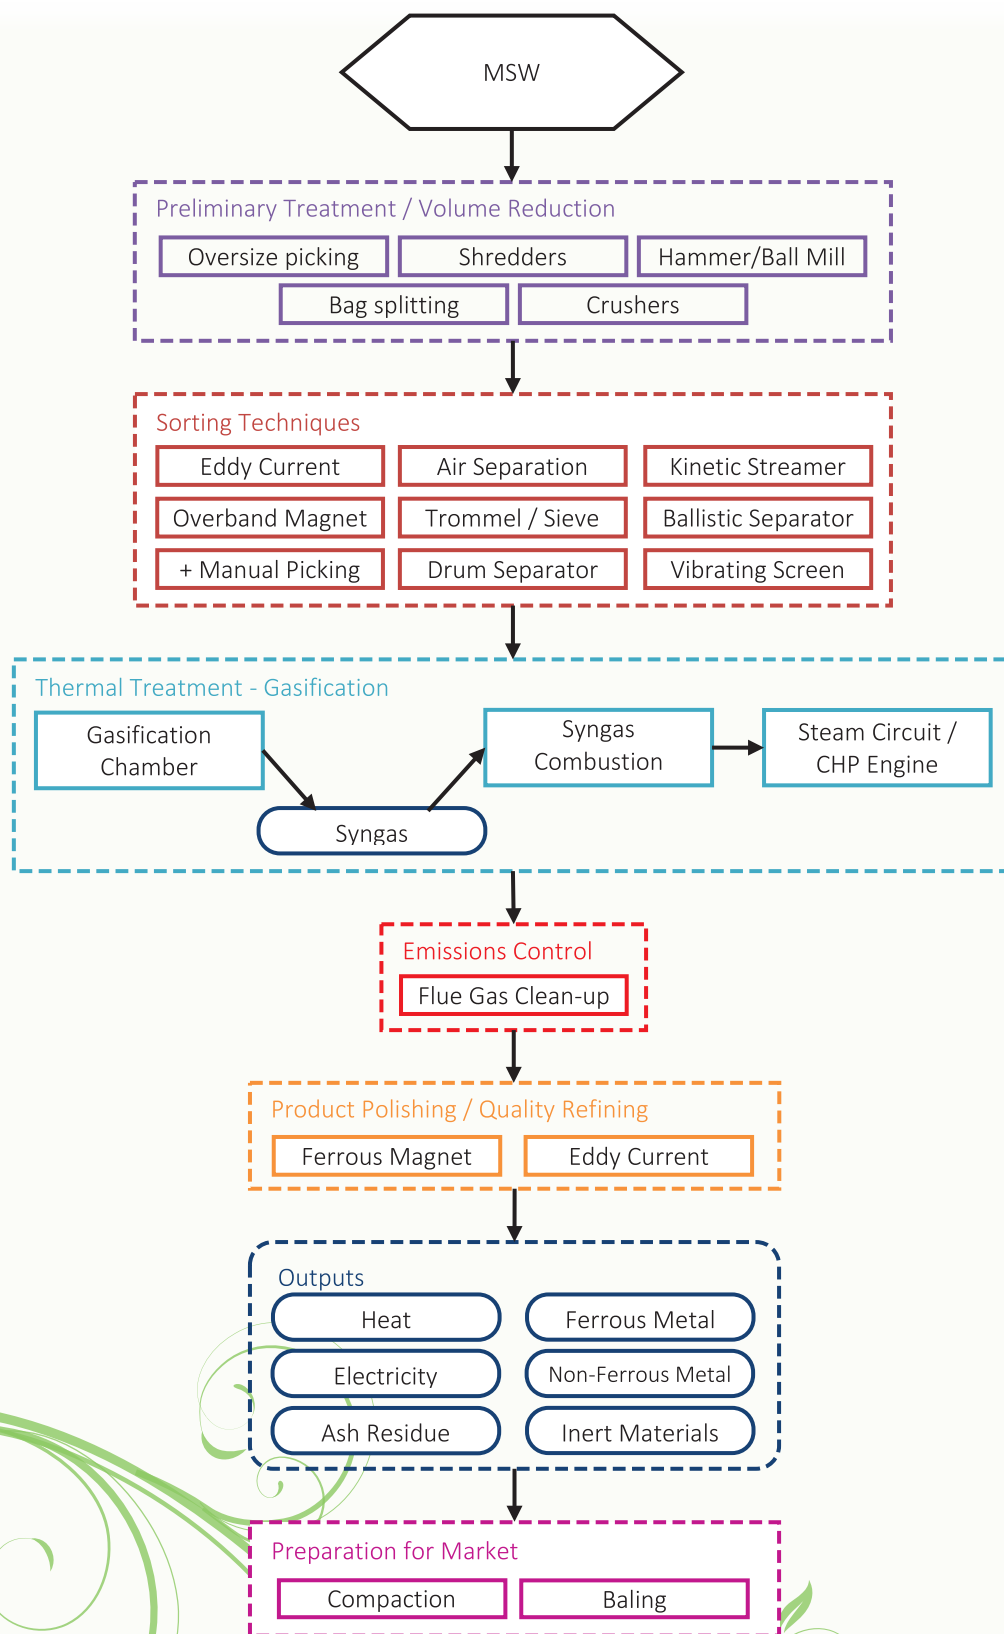 MSW
Preliminary Treatment / Volume Reduction
Oversize picking
Shredders
Hammer/Ball Mill
Bag splitting
Crushers
Sorting Techniques
Eddy Current
Air Separation
Kinetic Streamer
Overband Magnet
Trommel / Sieve
Ballistic Separator
+ Manual Picking
Drum Separator
Vibrating Screen
Thermal Treatment - Gasification
Gasification
Chamber
Syngas
Syngas
Combustion
Steam Circuit /
CHP Engine
Emissions Control
Flue Gas Clean-up
Product Polishing / Quality Refining
Ferrous Magnet
Eddy Current
Outputs
Heat
Ferrous Metal
Electricity
Non-Ferrous Metal
Ash Residue
Inert Materials
Preparation for Market
Compaction
Baling